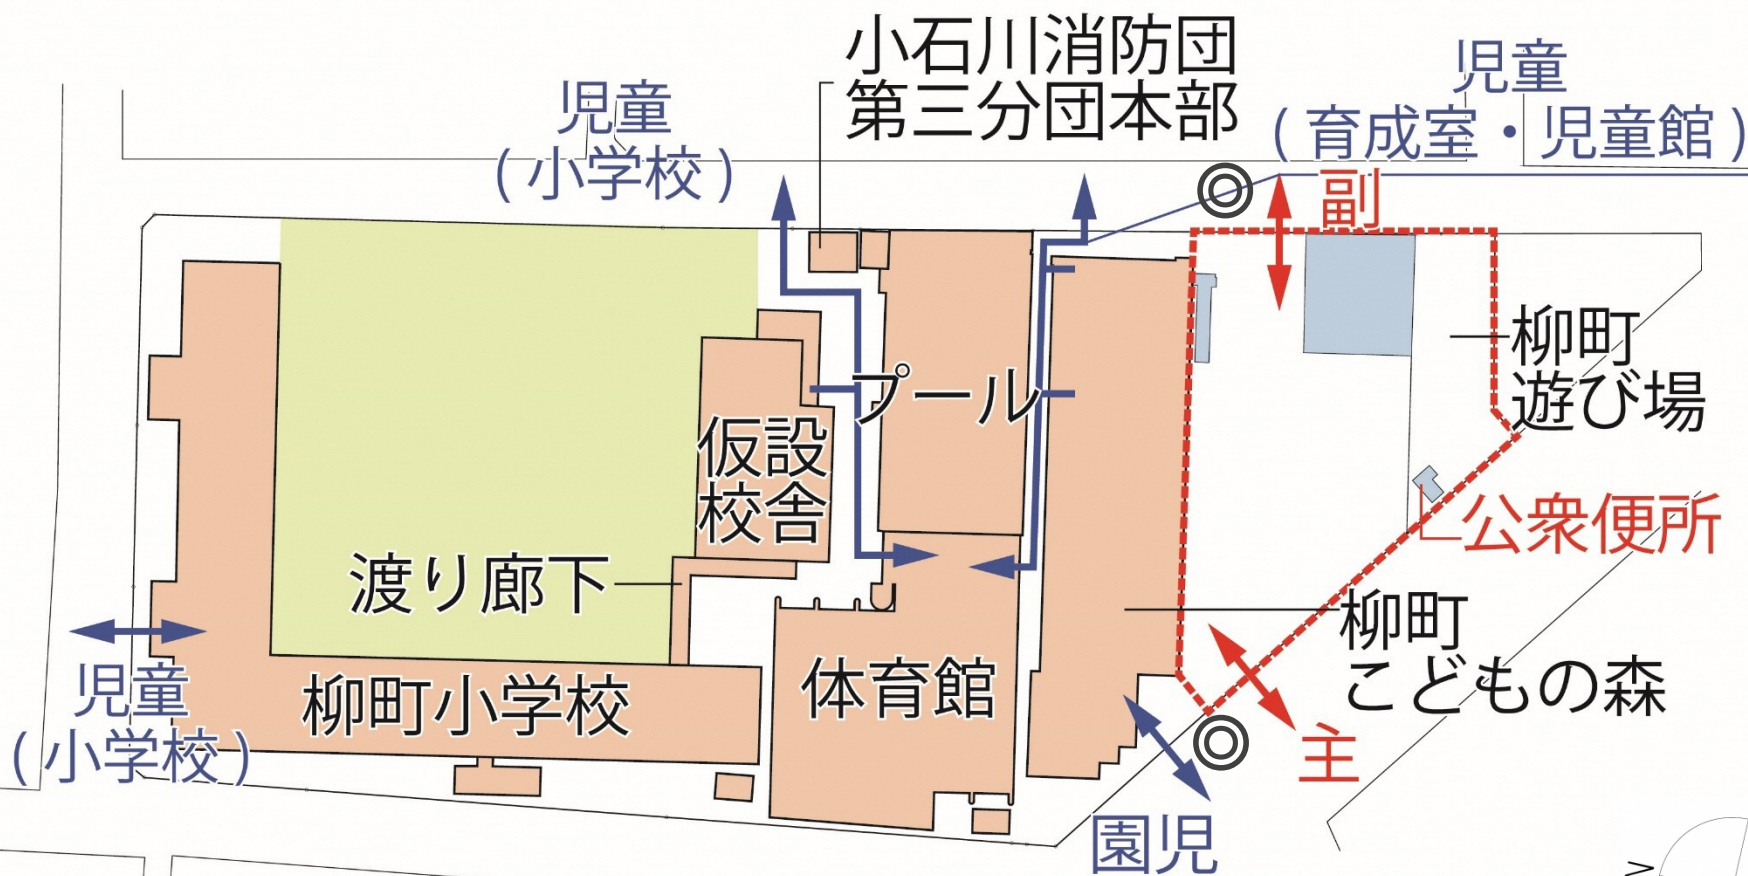 小石川消防団
第三分団本部
児童
(小学校)
児童
(育成室・児童館)
副
柳町
遊び場
プール
仮設
校舎
公衆便所
渡り廊下
柳町
こどもの森
児童
(小学校)
柳町小学校
体育館
主
園児